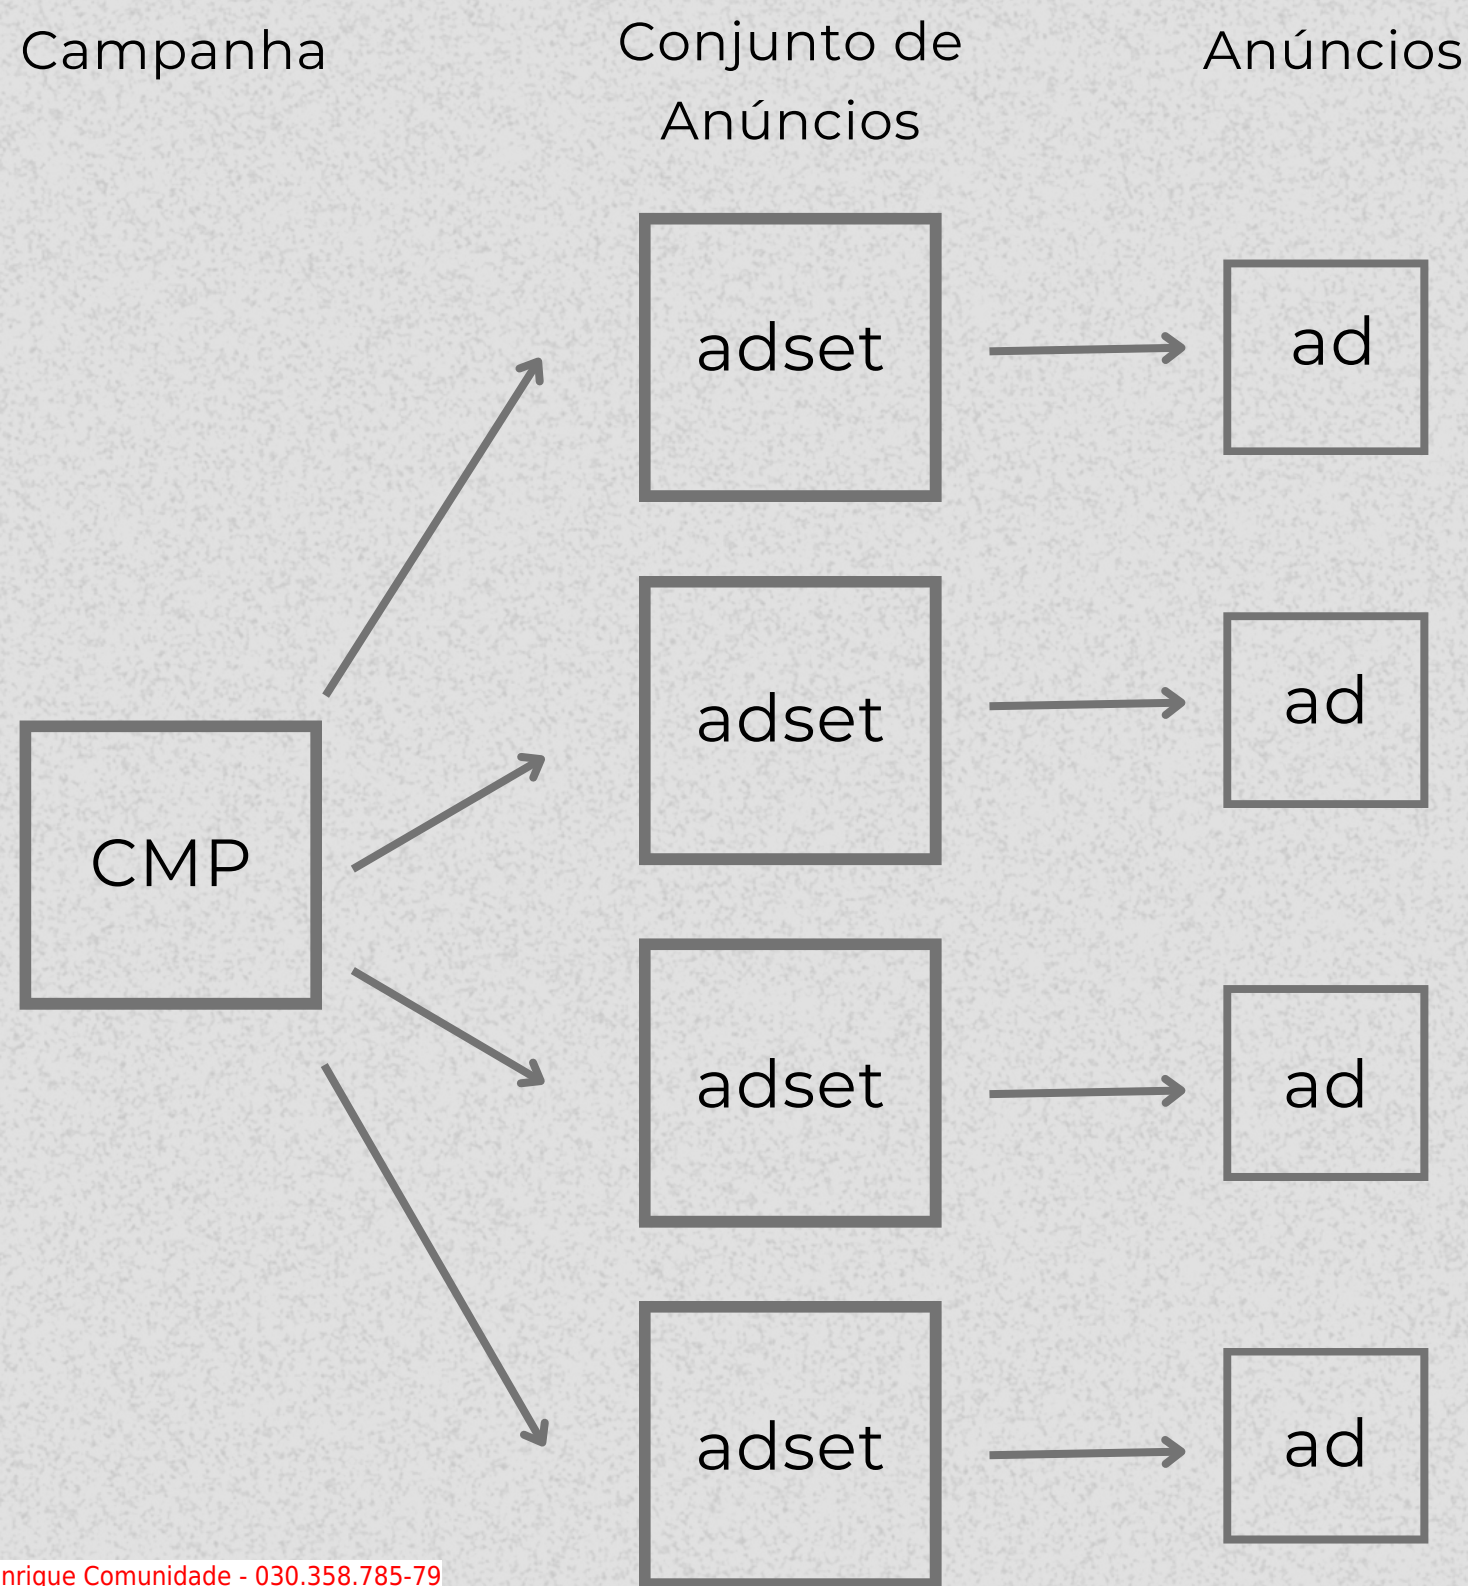 Campanha
Conjunto de
Anúncios
Anúncios
adset
ad
adset
ad
CMP
adset
ad
adset
ad
nrique Comunidade - 030.358.785-79